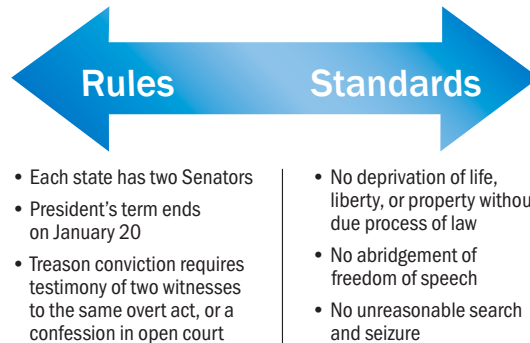 Rules
Standards
• Each state has two Senators
• President's term ends
on January 20
• Treason conviction requires
testimony of two witnesses
to the same overt act, or a
confession in open court
• No deprivation of life,
liberty, or property withou
due process of law
• No abridgement of
freedom of speech
• No unreasonable search
and seizure